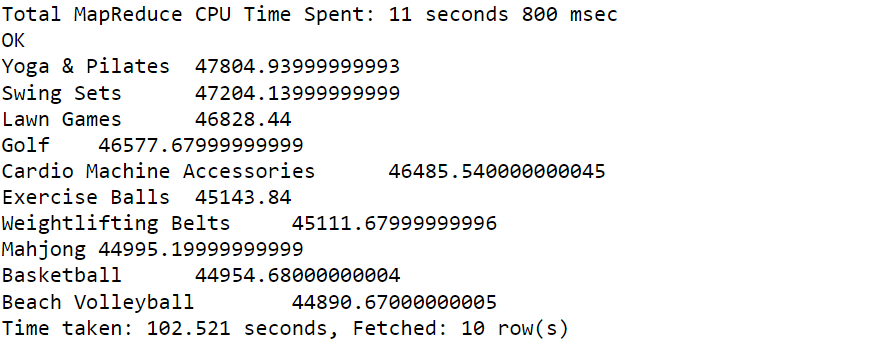 Total MapReduce CPU Time Spent: 11 seconds 800 msec
OK
Yoga & Pilates	47804.93999999993
Swing Sets	47204.13999999999
Lawn Games	46828.44
Golf	46577.67999999999
Cardio Machine Accessories	46485.540000000045
Exercise Balls	45143.84
Weightlifting Belts	45111.67999999996
Mahjong	44995.19999999999
Basketball	44954.68000000004
Beach Volleyball	44890.67000000005
Time taken: 102.521 seconds, Fetched: 10 row(s)